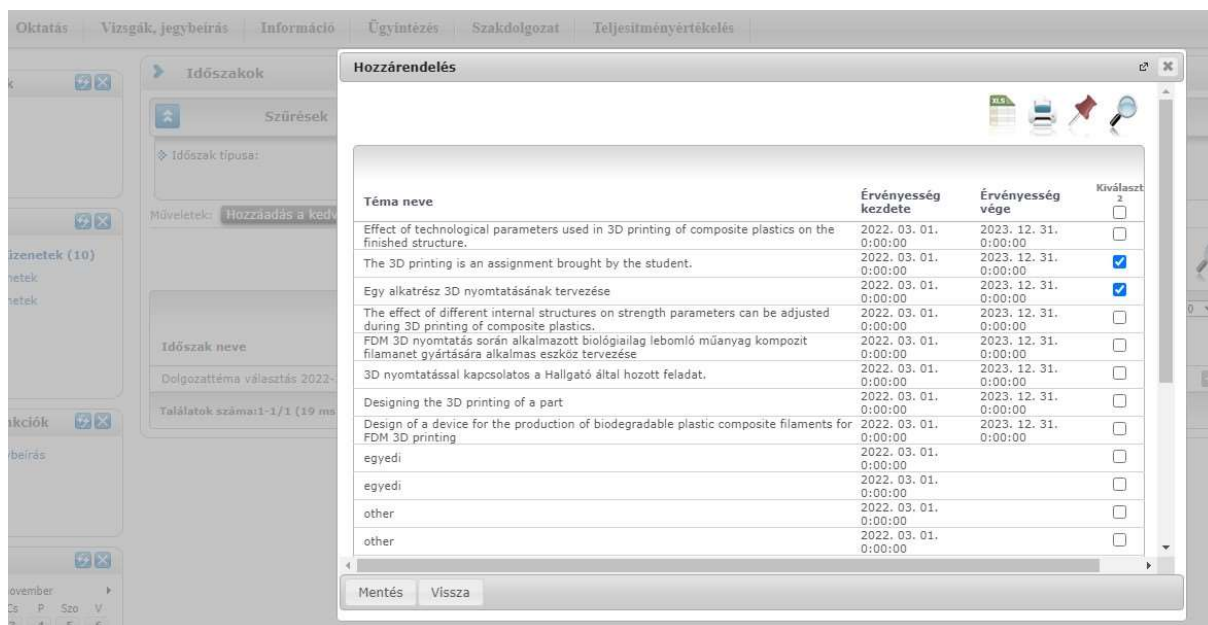 Oktatás Vizsgák, jegybeírás Információ Ügyintézés Szakdolgozat Teljesítményértékelés
Időszakok
Szűrések
Időszak típusa:
Műveletek: Hozzáadás a kedv
izenetek (10)
netek
netek
Időszak neve
Dolgozattéma választás 2022-
Találatok száma:1-1/1 (19 ms
nkciók
ybeírás
ovember
Cs P Szo V
3 4 5 6
Hozzárendelés
XLS
Téma neve Érvényesség kezdete Érvényesség vége Kiválaszt 2
Effect of technological parameters used in 3D printing of composite plastics on the 2022. 03. 01. 2023. 12. 31.
finished structure. 0:00:00 0:00:00
The 3D printing is an assignment brought by the student. 2022. 03. 01. 0:00:00 2023. 12. 31. 0:00:00
Egy alkatrész 3D nyomtatásának tervezése 2022. 03. 01. 0:00:00 2023. 12. 31. 0:00:00
The effect of different internal structures on strength parameters can be adjusted 2022. 03. 01. 2023. 12. 31.
during 3D printing of composite plastics. 0:00:00 0:00:00
FDM 3D nyomtatás során alkalmazott biológiailag lebomló műanyag kompozit 2022. 03. 01. 2023. 12. 31.
filamanet gyártására alkalmas eszköz tervezése 0:00:00 0:00:00
3D nyomtatással kapcsolatos a Hallgató által hozott feladat. 2022. 03. 01. 0:00:00 2023. 12. 31. 0:00:00
Designing the 3D printing of a part 2022. 03. 01. 0:00:00 2023. 12. 31. 0:00:00
Design of a device for the production of biodegradable plastic composite filaments for 2022. 03. 01. 2023. 12. 31.
FDM 3D printing 0:00:00 0:00:00
egyedi 2022. 03. 01. 0:00:00
egyedi 2022. 03. 01. 0:00:00
other 2022. 03. 01. 0:00:00
other 2022. 03. 01. 0:00:00
Mentés Vissza